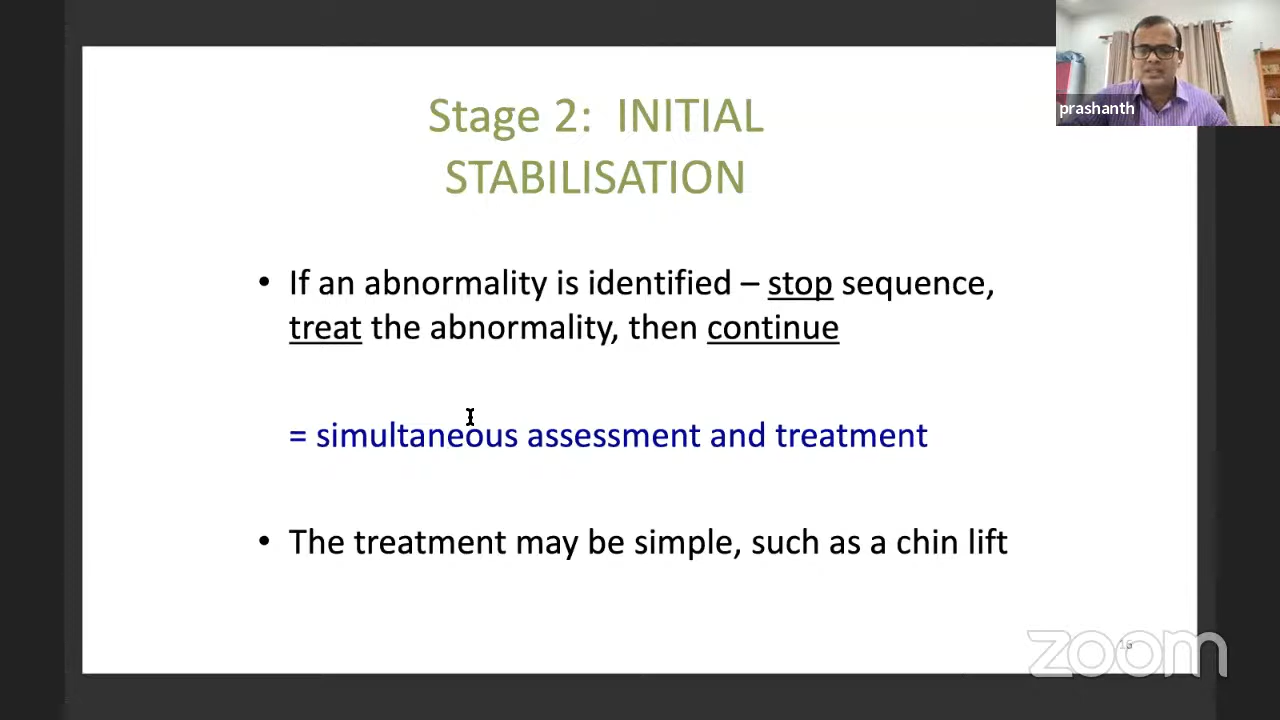 prashanth
Stage 2: INITIAL
STABILISATION
• If an abnormality is identified – stop sequence,
treat the abnormality, then continue
= simultaneous assessment and treatment
• The treatment may be simple, such as a chin lift
zoom